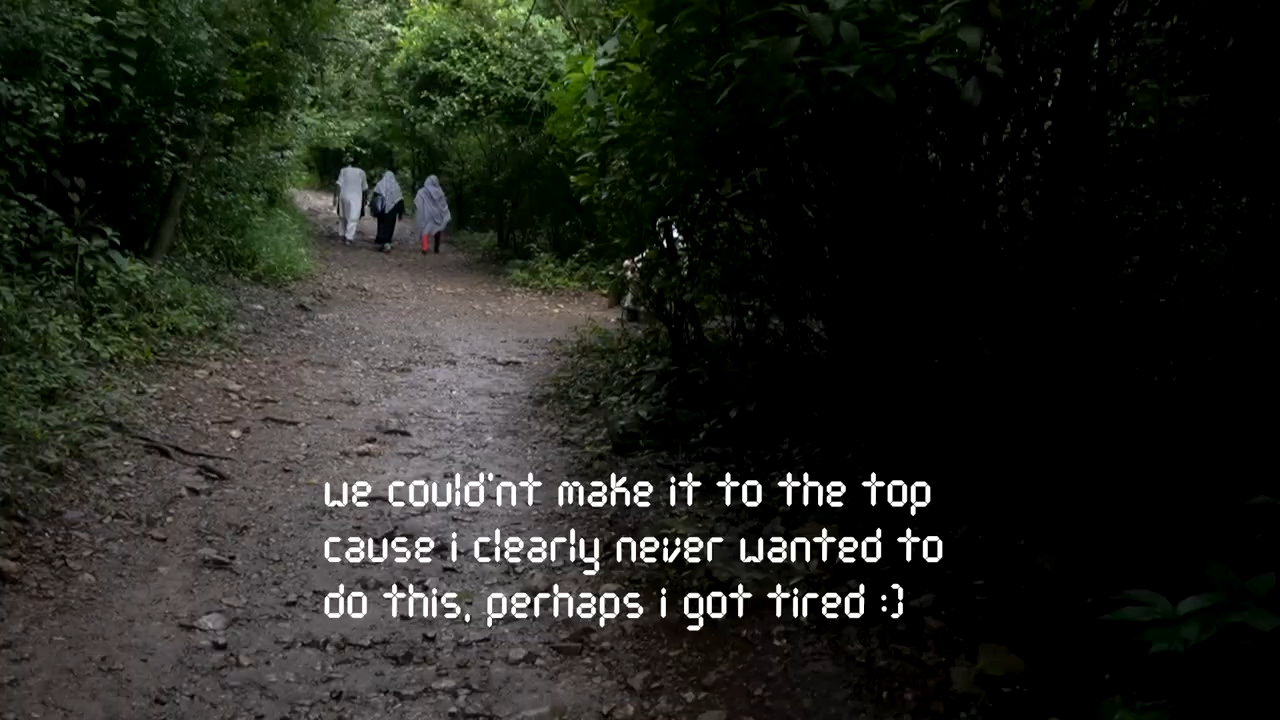 we could'nt make it to the top
cause i clearly never wanted to
do this, perhaps i got tired :)